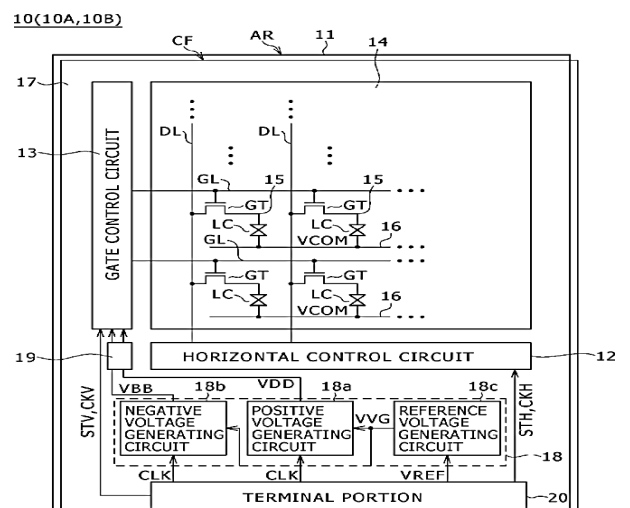 10(10A,10B)
CF
AR
11
14
17
13
GATE CONTROL CIRCUIT
DL
DL
GL
15
15
GT
GT
LC
LC
VCOM
16
GL
GT
GT
LC
LC
16
VCOM
19
HORIZONTAL CONTROL CIRCUIT
12
VBB
18b
VDD
18a
18c
STV,CKV
STH,CKH
NEGATIVE VOLTAGE GENERATING CIRCUIT
POSITIVE VOLTAGE GENERATING CIRCUIT
VVG
REFERENCE VOLTAGE GENERATING CIRCUIT
18
CLK
CLK
VREF
TERMINAL PORTION
20